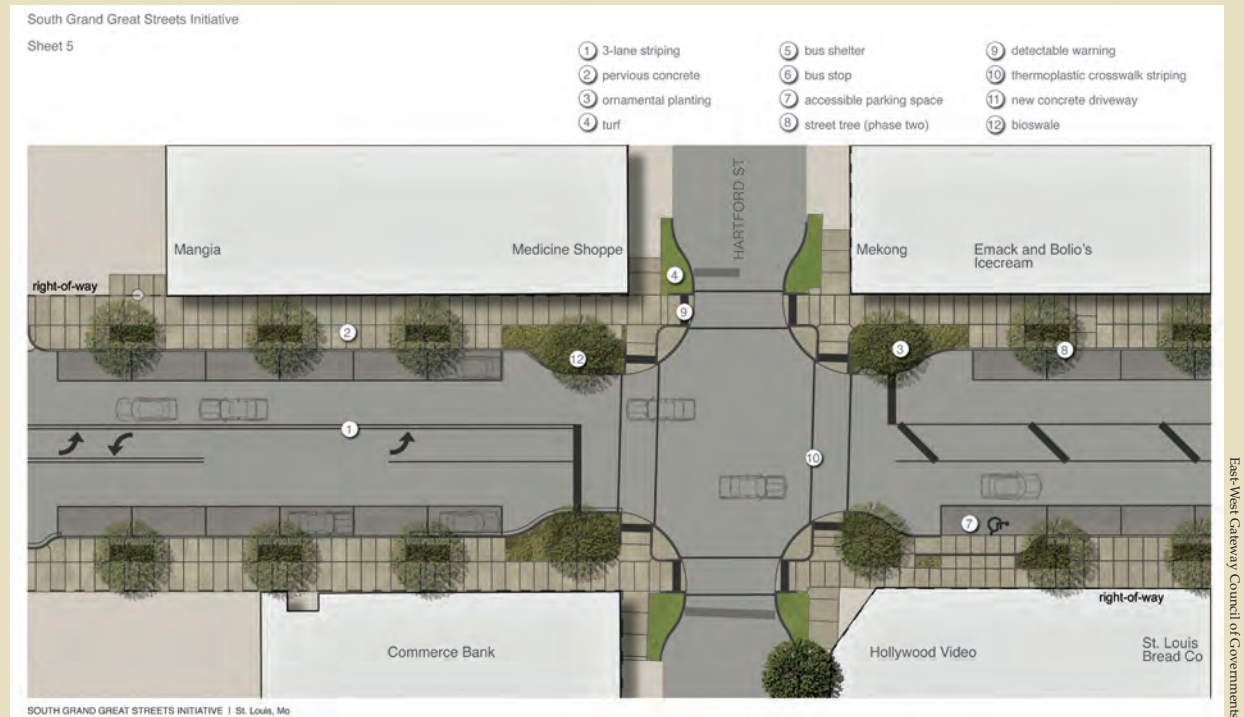 South Grand Great Streets Initiative
Sheet 5
1 3-lane striping
2 pervious concrete
3 ornamental planting
4 turf
5 bus shelter
6 bus stop
7 accessible parking space
8 street tree (phase two)
9 detectable warning
10 thermoplastic crosswalk striping
11 new concrete driveway
12 bioswale
HARTFORD ST.
Mangia
Medicine Shoppe
Mekong
Emack and Bolio's
Icecream
right-of-way
4
9
2
12
3
8
1
10
7
right-of-way
Commerce Bank
Hollywood Video
St. Louis
Bread Co
SOUTH GRAND GREAT STREETS INITIATIVE | St. Louis, Mo
East-West Gateway Council of Governments